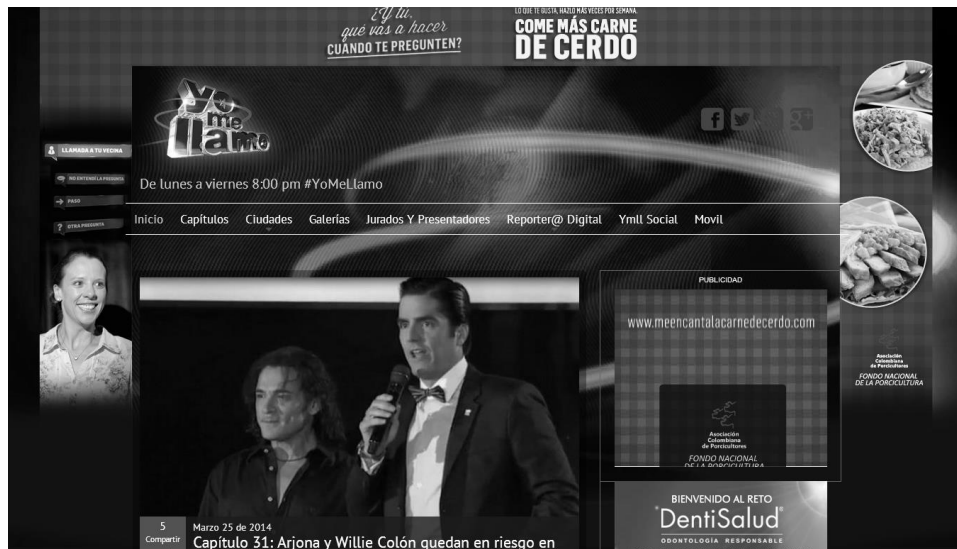 ¿Y tú,
qué vas a hacer
CUANDO TE PREGUNTEN?
LO QUE TE GUSTA, HAZLO MÁS VECES POR SEMANA.
COME MÁS CARNE
DE CERDO
Yo
me
llamo
LLAMADA A TU VECINA
NO ENTENDÍ LA PREGUNTA
PASO
OTRA PREGUNTA
De lunes a viernes 8:00 pm #YoMeLlamo
Inicio Capítulos Ciudades Galerías Jurados Y Presentadores Reporter@ Digital Ymll Social Movil
PUBLICIDAD
www.meencantalacarnedecerdo.com
Asociación
Colombiana
de Porcicultores
FONDO NACIONAL
DE LA PORCICULTURA
Asociación
Colombiana
de Porcicultores
FONDO NACIONAL
DE LA PORCICULTURA
BIENVENIDO AL RETO
DentiSalud
ODONTOLOGÍA RESPONSABLE
5
Compartir
Marzo 25 de 2014
Capítulo 31: Arjona y Willie Colón quedan en riesgo en